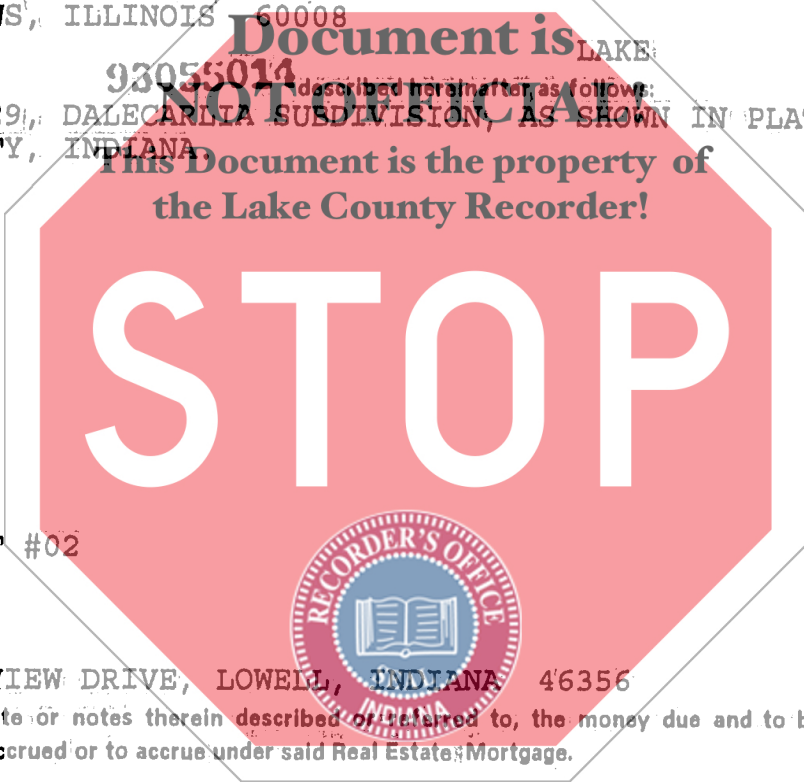 S, ILLINOIS 60008
Document is
LAKE
93055014
described hereinafter as follows:
NOT OFFICIAL!
29, DALECARLIA SUBDIVISION, AS SHOWN IN PLA
Y, INDIANA.
This Document is the property of
the Lake County Recorder!
STOP
#02
RECORDER'S OFFICE
INDIANA
IEW DRIVE, LOWELL, INDIANA 46356
te or notes therein described or referred to, the money due and to b
ccrued or to accrue under said Real Estate Mortgage.